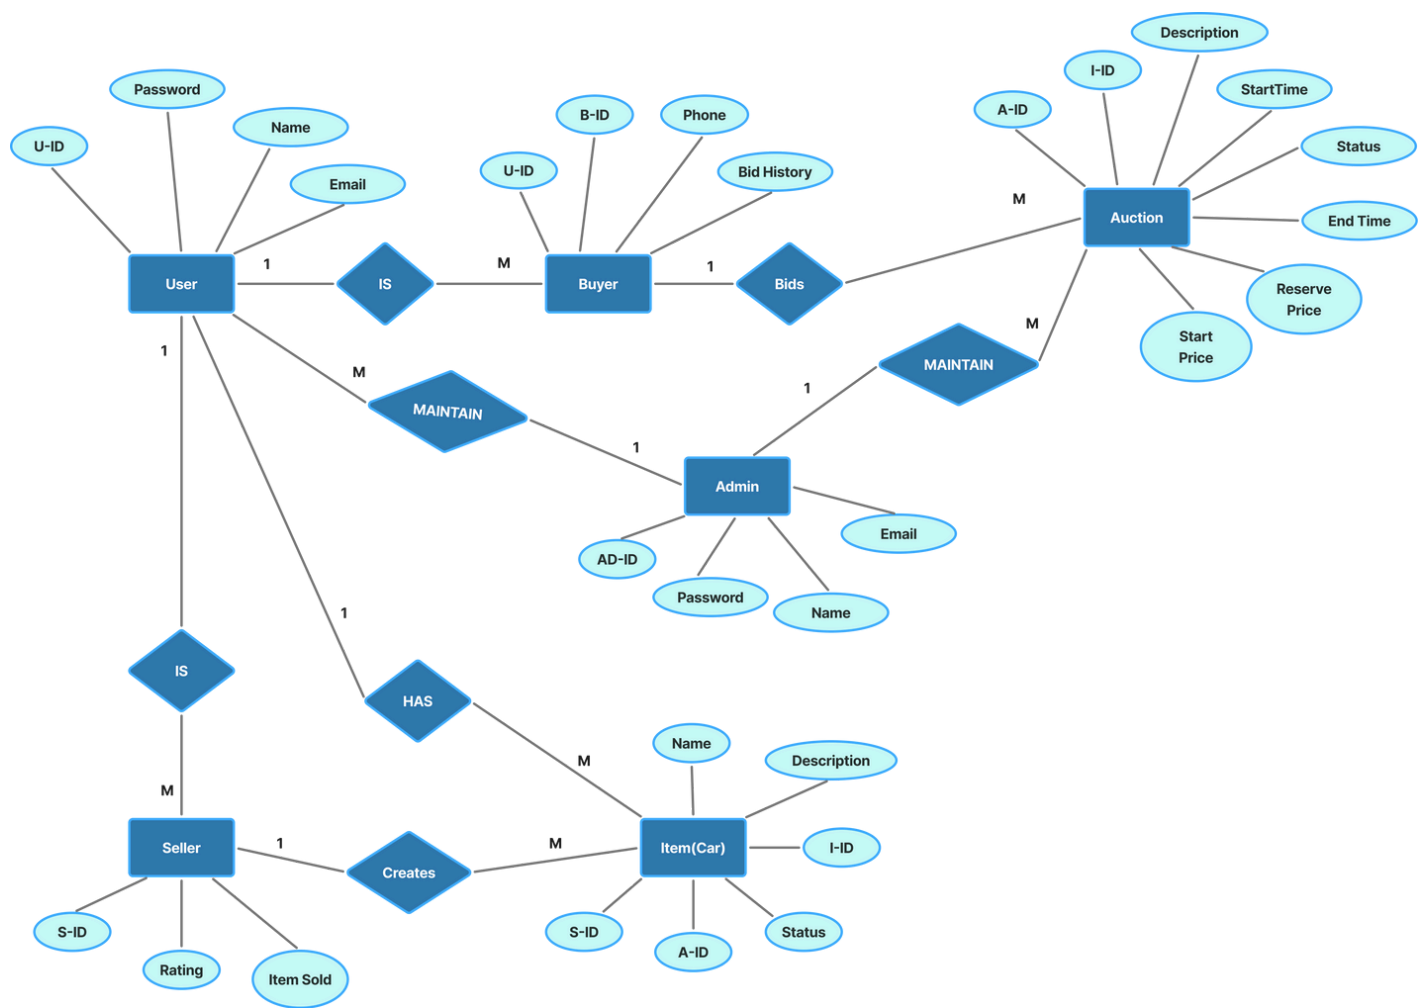 Description
I-ID
Password
StartTime
A-ID
B-ID
Phone
Name
U-ID
Status
U-ID
Bid History
Email
M
Auction
End Time
1
M
1
User
IS
Buyer
Bids
Reserve
Price
M
Start
Price
1
MAINTAIN
M
1
MAINTAIN
1
Admin
Email
AD-ID
Password
Name
1
IS
HAS
Name
Description
M
M
1
M
Seller
Item(Car)
I-ID
Creates
S-ID
S-ID
Status
A-ID
Rating
Item Sold